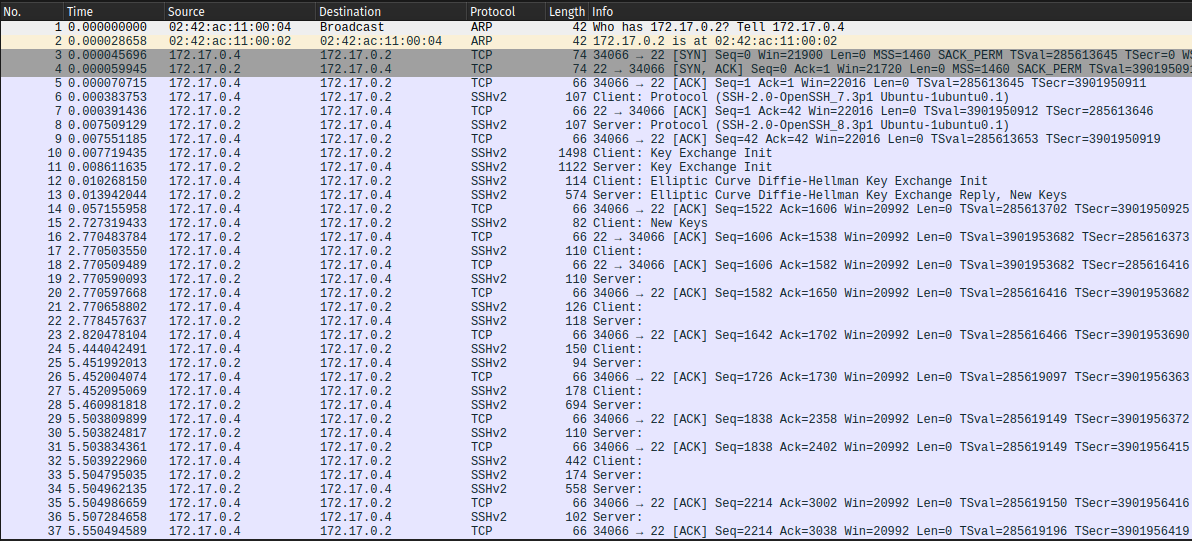 No. Time Source Destination Protocol Length Info
1 0.000000000 02:42:ac:11:00:04 Broadcast ARP 42 Who has 172.17.0.2? Tell 172.17.0.4
2 0.000028658 02:42:ac:11:00:02 02:42:ac:11:00:04 ARP 42 172.17.0.2 is at 02:42:ac:11:00:02
3 0.000045696 172.17.0.4 172.17.0.2 TCP 74 34066 → 22 [SYN] Seq=0 Win=21900 Len=0 MSS=1460 SACK_PERM TSval=285613645 TSecr=0 W
4 0.000059945 172.17.0.2 172.17.0.4 TCP 74 22 → 34066 [SYN, ACK] Seq=0 Ack=1 Win=21720 Len=0 MSS=1460 SACK_PERM TSval=390195091
5 0.000070715 172.17.0.4 172.17.0.2 TCP 66 34066 → 22 [ACK] Seq=1 Ack=1 Win=22016 Len=0 TSval=285613645 TSecr=3901950911
6 0.000383753 172.17.0.4 172.17.0.2 SSHv2 107 Client: Protocol (SSH-2.0-OpenSSH_7.3p1 Ubuntu-1ubuntu0.1)
7 0.000391436 172.17.0.2 172.17.0.4 TCP 66 22 → 34066 [ACK] Seq=1 Ack=42 Win=22016 Len=0 TSval=3901950912 TSecr=285613646
8 0.007509129 172.17.0.2 172.17.0.4 SSHv2 107 Server: Protocol (SSH-2.0-OpenSSH_8.3p1 Ubuntu-1ubuntu0.1)
9 0.007551185 172.17.0.4 172.17.0.2 TCP 66 34066 → 22 [ACK] Seq=42 Ack=42 Win=22016 Len=0 TSval=285613653 TSecr=3901950919
10 0.007719435 172.17.0.4 172.17.0.2 SSHv2 1498 Client: Key Exchange Init
11 0.008611635 172.17.0.2 172.17.0.4 SSHv2 1122 Server: Key Exchange Init
12 0.010268150 172.17.0.4 172.17.0.2 SSHv2 114 Client: Elliptic Curve Diffie-Hellman Key Exchange Init
13 0.013942044 172.17.0.2 172.17.0.4 SSHv2 574 Server: Elliptic Curve Diffie-Hellman Key Exchange Reply, New Keys
14 0.057155958 172.17.0.4 172.17.0.2 TCP 66 34066 → 22 [ACK] Seq=1522 Ack=1606 Win=20992 Len=0 TSval=285613702 TSecr=3901950925
15 2.727319433 172.17.0.4 172.17.0.2 SSHv2 82 Client: New Keys
16 2.770483784 172.17.0.2 172.17.0.4 TCP 66 22 → 34066 [ACK] Seq=1606 Ack=1538 Win=20992 Len=0 TSval=3901953682 TSecr=285616373
17 2.770503550 172.17.0.4 172.17.0.2 SSHv2 110 Client:
18 2.770509489 172.17.0.2 172.17.0.4 TCP 66 22 → 34066 [ACK] Seq=1606 Ack=1582 Win=20992 Len=0 TSval=3901953682 TSecr=285616416
19 2.770590093 172.17.0.2 172.17.0.4 SSHv2 110 Server:
20 2.770597668 172.17.0.4 172.17.0.2 TCP 66 34066 → 22 [ACK] Seq=1582 Ack=1650 Win=20992 Len=0 TSval=285616416 TSecr=3901953682
21 2.770658802 172.17.0.4 172.17.0.2 SSHv2 126 Client:
22 2.778457637 172.17.0.2 172.17.0.4 SSHv2 118 Server:
23 2.820478104 172.17.0.4 172.17.0.2 TCP 66 34066 → 22 [ACK] Seq=1642 Ack=1702 Win=20992 Len=0 TSval=285616466 TSecr=3901953690
24 5.444042491 172.17.0.4 172.17.0.2 SSHv2 150 Client:
25 5.451992013 172.17.0.2 172.17.0.4 SSHv2 94 Server:
26 5.452004074 172.17.0.4 172.17.0.2 TCP 66 34066 → 22 [ACK] Seq=1726 Ack=1730 Win=20992 Len=0 TSval=285619097 TSecr=3901956363
27 5.452095069 172.17.0.4 172.17.0.2 SSHv2 178 Client:
28 5.460981818 172.17.0.2 172.17.0.4 SSHv2 694 Server:
29 5.503809899 172.17.0.4 172.17.0.2 TCP 66 34066 → 22 [ACK] Seq=1838 Ack=2358 Win=20992 Len=0 TSval=285619149 TSecr=3901956372
30 5.503824817 172.17.0.2 172.17.0.4 SSHv2 110 Server:
31 5.503834361 172.17.0.4 172.17.0.2 TCP 66 34066 → 22 [ACK] Seq=1838 Ack=2402 Win=20992 Len=0 TSval=285619149 TSecr=3901956415
32 5.503922960 172.17.0.4 172.17.0.2 SSHv2 442 Client:
33 5.504795035 172.17.0.2 172.17.0.4 SSHv2 174 Server:
34 5.504962135 172.17.0.2 172.17.0.4 SSHv2 558 Server:
35 5.504986659 172.17.0.4 172.17.0.2 TCP 66 34066 → 22 [ACK] Seq=2214 Ack=3002 Win=20992 Len=0 TSval=285619150 TSecr=3901956416
36 5.507284658 172.17.0.2 172.17.0.4 SSHv2 102 Server:
37 5.550494589 172.17.0.4 172.17.0.2 TCP 66 34066 → 22 [ACK] Seq=2214 Ack=3038 Win=20992 Len=0 TSval=285619196 TSecr=3901956419